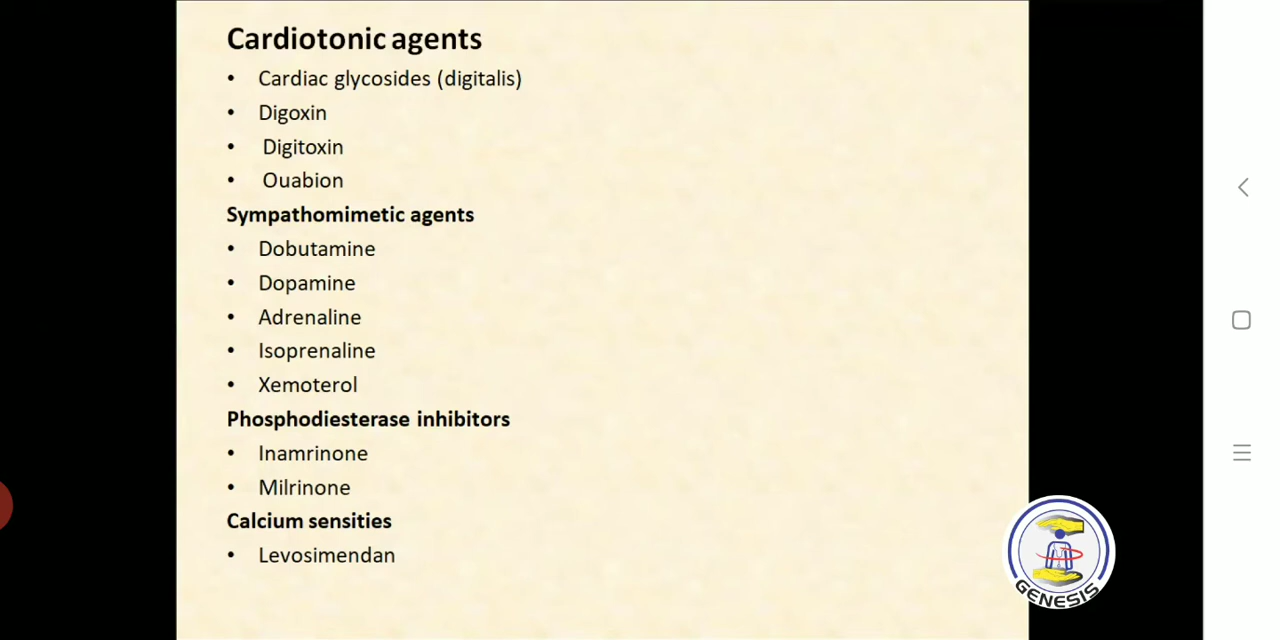 Cardiotonic agents
• Cardiac glycosides (digitalis)
• Digoxin
• Digitoxin
• Ouabion
Sympathomimetic agents
• Dobutamine
• Dopamine
• Adrenaline
• Isoprenaline
• Xemoterol
Phosphodiesterase inhibitors
• Inamrinone
• Milrinone
Calcium sensities
• Levosimendan
GENESIS